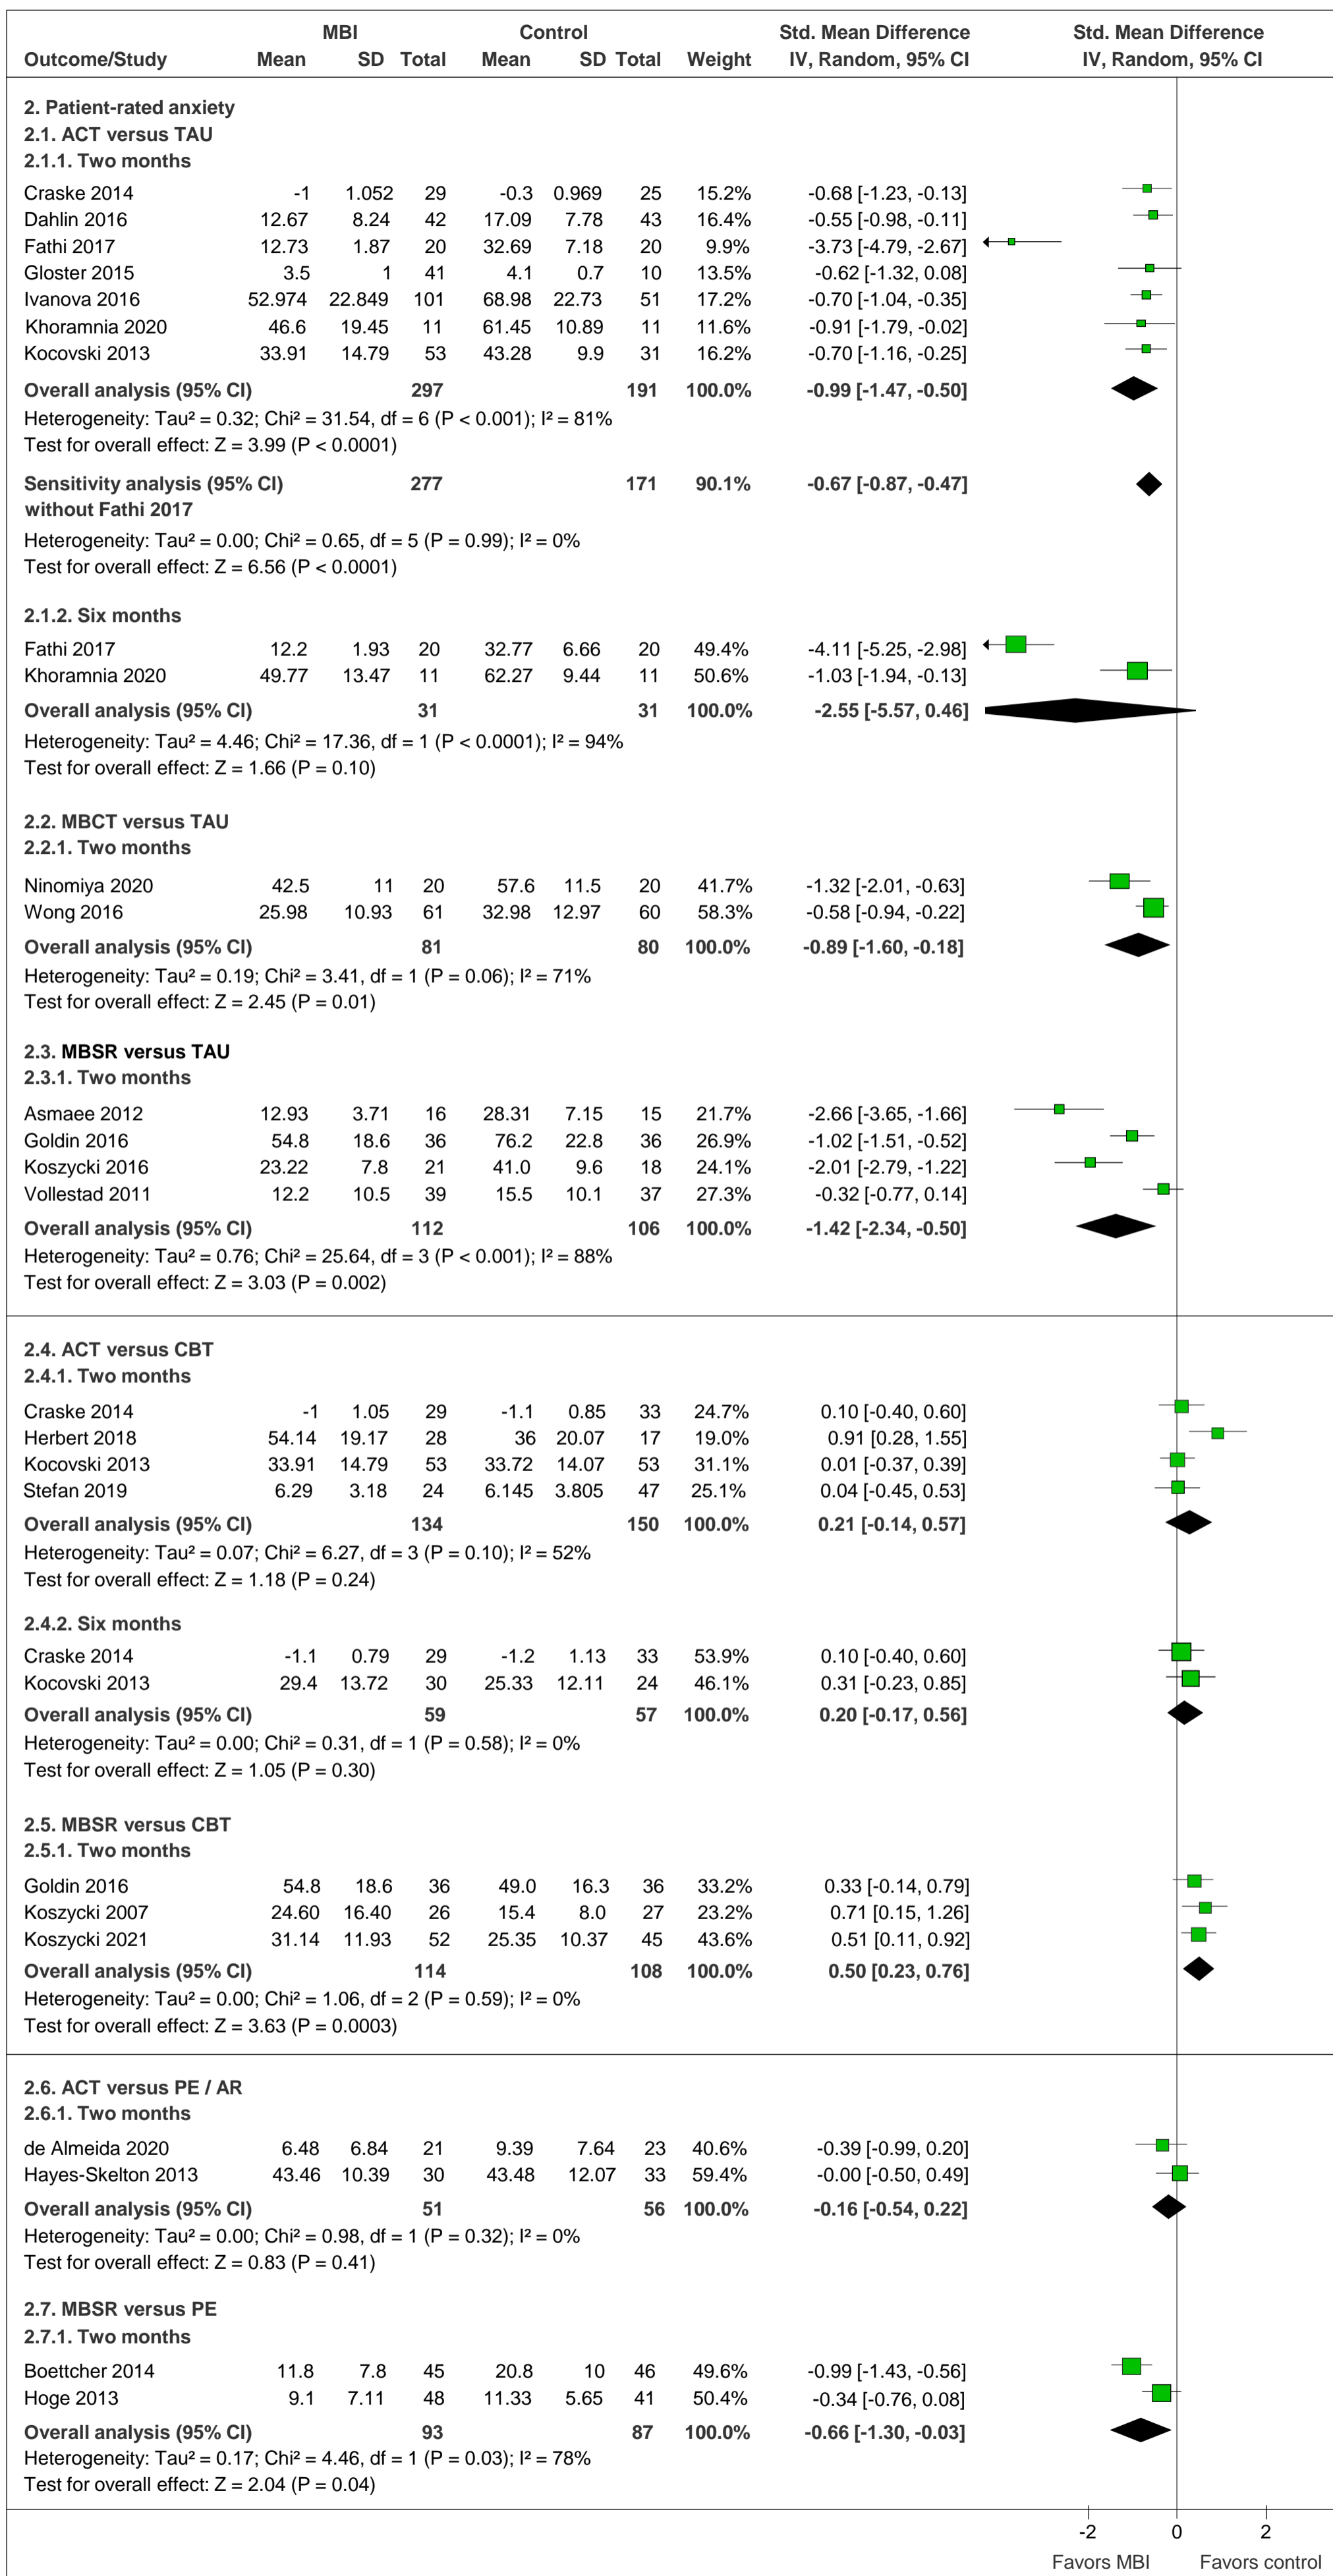 MBI Control Std. Mean Difference Std. Mean Difference
Outcome/Study Mean SD Total Mean SD Total Weight IV, Random, 95% CI IV, Random, 95% CI
2. Patient-rated anxiety
2.1. ACT versus TAU
2.1.1. Two months
Craske 2014 -1 1.052 29 -0.3 0.969 25 15.2% -0.68 [-1.23, -0.13]
Dahlin 2016 12.67 8.24 42 17.09 7.78 43 16.4% -0.55 [-0.98, -0.11]
Fathi 2017 12.73 1.87 20 32.69 7.18 20 9.9% -3.73 [-4.79, -2.67]
Gloster 2015 3.5 1 41 4.1 0.7 10 13.5% -0.62 [-1.32, 0.08]
Ivanova 2016 52.974 22.849 101 68.98 22.73 51 17.2% -0.70 [-1.04, -0.35]
Khoramnia 2020 46.6 19.45 11 61.45 10.89 11 11.6% -0.91 [-1.79, -0.02]
Kocovski 2013 33.91 14.79 53 43.28 9.9 31 16.2% -0.70 [-1.16, -0.25]
Overall analysis (95% CI) 297 191 100.0% -0.99 [-1.47, -0.50]
Heterogeneity: Tau² = 0.32; Chi² = 31.54, df = 6 (P < 0.001); I² = 81%
Test for overall effect: Z = 3.99 (P < 0.0001)
Sensitivity analysis (95% CI) 277 171 90.1% -0.67 [-0.87, -0.47]
without Fathi 2017
Heterogeneity: Tau² = 0.00; Chi² = 0.65, df = 5 (P = 0.99); I² = 0%
Test for overall effect: Z = 6.56 (P < 0.0001)
2.1.2. Six months
Fathi 2017 12.2 1.93 20 32.77 6.66 20 49.4% -4.11 [-5.25, -2.98]
Khoramnia 2020 49.77 13.47 11 62.27 9.44 11 50.6% -1.03 [-1.94, -0.13]
Overall analysis (95% CI) 31 31 100.0% -2.55 [-5.57, 0.46]
Heterogeneity: Tau² = 4.46; Chi² = 17.36, df = 1 (P < 0.0001); I² = 94%
Test for overall effect: Z = 1.66 (P = 0.10)
2.2. MBCT versus TAU
2.2.1. Two months
Ninomiya 2020 42.5 11 20 57.6 11.5 20 41.7% -1.32 [-2.01, -0.63]
Wong 2016 25.98 10.93 61 32.98 12.97 60 58.3% -0.58 [-0.94, -0.22]
Overall analysis (95% CI) 81 80 100.0% -0.89 [-1.60, -0.18]
Heterogeneity: Tau² = 0.19; Chi² = 3.41, df = 1 (P = 0.06); I² = 71%
Test for overall effect: Z = 2.45 (P = 0.01)
2.3. MBSR versus TAU
2.3.1. Two months
Asmaee 2012 12.93 3.71 16 28.31 7.15 15 21.7% -2.66 [-3.65, -1.66]
Goldin 2016 54.8 18.6 36 76.2 22.8 36 26.9% -1.02 [-1.51, -0.52]
Koszycki 2016 23.22 7.8 21 41.0 9.6 18 24.1% -2.01 [-2.79, -1.22]
Vollestad 2011 12.2 10.5 39 15.5 10.1 37 27.3% -0.32 [-0.77, 0.14]
Overall analysis (95% CI) 112 106 100.0% -1.42 [-2.34, -0.50]
Heterogeneity: Tau² = 0.76; Chi² = 25.64, df = 3 (P < 0.001); I² = 88%
Test for overall effect: Z = 3.03 (P = 0.002)
2.4. ACT versus CBT
2.4.1. Two months
Craske 2014 -1 1.05 29 -1.1 0.85 33 24.7% 0.10 [-0.40, 0.60]
Herbert 2018 54.14 19.17 28 36 20.07 17 19.0% 0.91 [0.28, 1.55]
Kocovski 2013 33.91 14.79 53 33.72 14.07 53 31.1% 0.01 [-0.37, 0.39]
Stefan 2019 6.29 3.18 24 6.145 3.805 47 25.1% 0.04 [-0.45, 0.53]
Overall analysis (95% CI) 134 150 100.0% 0.21 [-0.14, 0.57]
Heterogeneity: Tau² = 0.07; Chi² = 6.27, df = 3 (P = 0.10); I² = 52%
Test for overall effect: Z = 1.18 (P = 0.24)
2.4.2. Six months
Craske 2014 -1.1 0.79 29 -1.2 1.13 33 53.9% 0.10 [-0.40, 0.60]
Kocovski 2013 29.4 13.72 30 25.33 12.11 24 46.1% 0.31 [-0.23, 0.85]
Overall analysis (95% CI) 59 57 100.0% 0.20 [-0.17, 0.56]
Heterogeneity: Tau² = 0.00; Chi² = 0.31, df = 1 (P = 0.58); I² = 0%
Test for overall effect: Z = 1.05 (P = 0.30)
2.5. MBSR versus CBT
2.5.1. Two months
Goldin 2016 54.8 18.6 36 49.0 16.3 36 33.2% 0.33 [-0.14, 0.79]
Koszycki 2007 24.60 16.40 26 15.4 8.0 27 23.2% 0.71 [0.15, 1.26]
Koszycki 2021 31.14 11.93 52 25.35 10.37 45 43.6% 0.51 [0.11, 0.92]
Overall analysis (95% CI) 114 108 100.0% 0.50 [0.23, 0.76]
Heterogeneity: Tau² = 0.00; Chi² = 1.06, df = 2 (P = 0.59); I² = 0%
Test for overall effect: Z = 3.63 (P = 0.0003)
2.6. ACT versus PE / AR
2.6.1. Two months
de Almeida 2020 6.48 6.84 21 9.39 7.64 23 40.6% -0.39 [-0.99, 0.20]
Hayes-Skelton 2013 43.46 10.39 30 43.48 12.07 33 59.4% -0.00 [-0.50, 0.49]
Overall analysis (95% CI) 51 56 100.0% -0.16 [-0.54, 0.22]
Heterogeneity: Tau² = 0.00; Chi² = 0.98, df = 1 (P = 0.32); I² = 0%
Test for overall effect: Z = 0.83 (P = 0.41)
2.7. MBSR versus PE
2.7.1. Two months
Boettcher 2014 11.8 7.8 45 20.8 10 46 49.6% -0.99 [-1.43, -0.56]
Hoge 2013 9.1 7.11 48 11.33 5.65 41 50.4% -0.34 [-0.76, 0.08]
Overall analysis (95% CI) 93 87 100.0% -0.66 [-1.30, -0.03]
Heterogeneity: Tau² = 0.17; Chi² = 4.46, df = 1 (P = 0.03); I² = 78%
Test for overall effect: Z = 2.04 (P = 0.04)
-2 0 2
Favors MBI Favors control